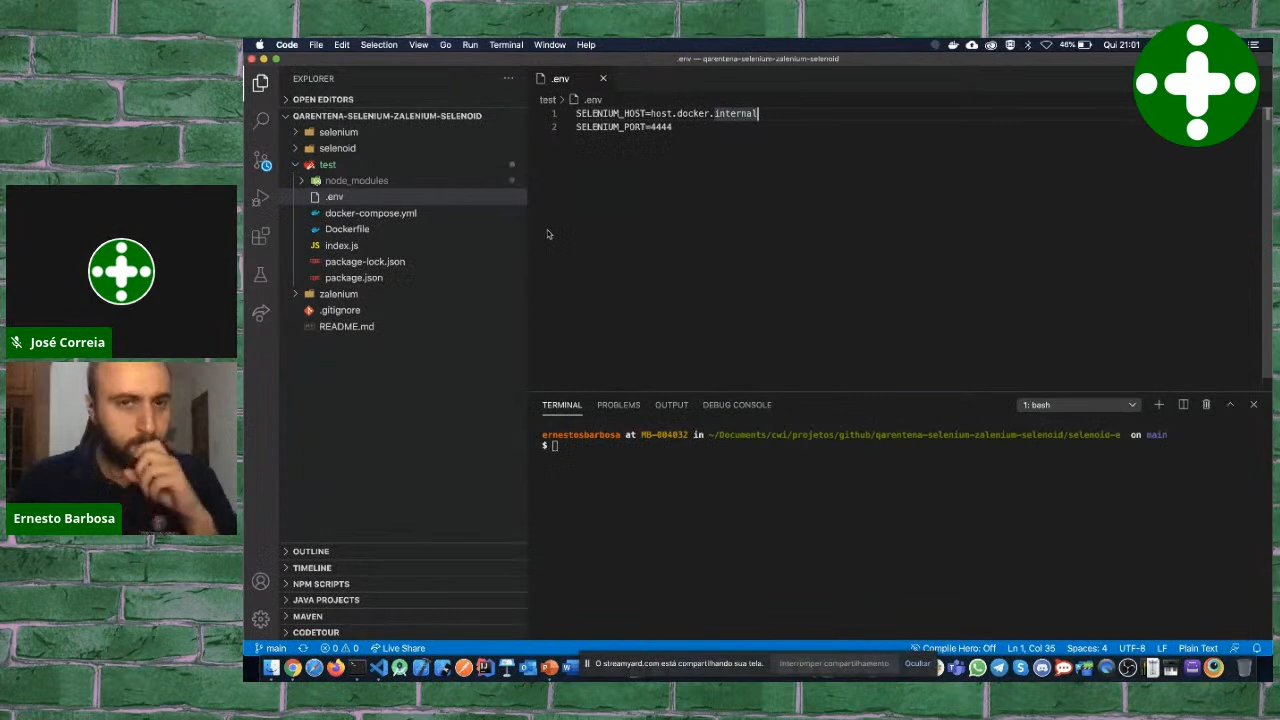 Code File Edit Selection View Go Run Terminal Window Help
46% Qui 21:01
.env — qarentena-selenium-zalenium-selenoid
EXPLORER
.env
OPEN EDITORS
test > .env
QARENTENA-SELENIUM-ZALENIUM-SELENOID
1 SELENIUM_HOST=host.docker.internal
2 SELENIUM_PORT=4444
selenium
selenoid
test
node_modules
.env
docker-compose.yml
Dockerfile
index.js
package-lock.json
package.json
zalenium
.gitignore
README.md
José Correia
Ernesto Barbosa
TERMINAL PROBLEMS OUTPUT DEBUG CONSOLE
1: bash
ernestosbarbosa at MB-004032 in ~/Documents/cwi/projetos/github/qarentena-selenium-zalenium-selenoid/selenoid-e on main
$
OUTLINE
TIMELINE
NPM SCRIPTS
JAVA PROJECTS
MAVEN
CODETOUR
main 0 0 Live Share
Compile Hero: Off Ln 1, Col 35 Spaces: 4 UTF-8 LF Plain Text
O streamyard.com está compartilhando sua tela.
Interromper compartilhamento
Ocultar